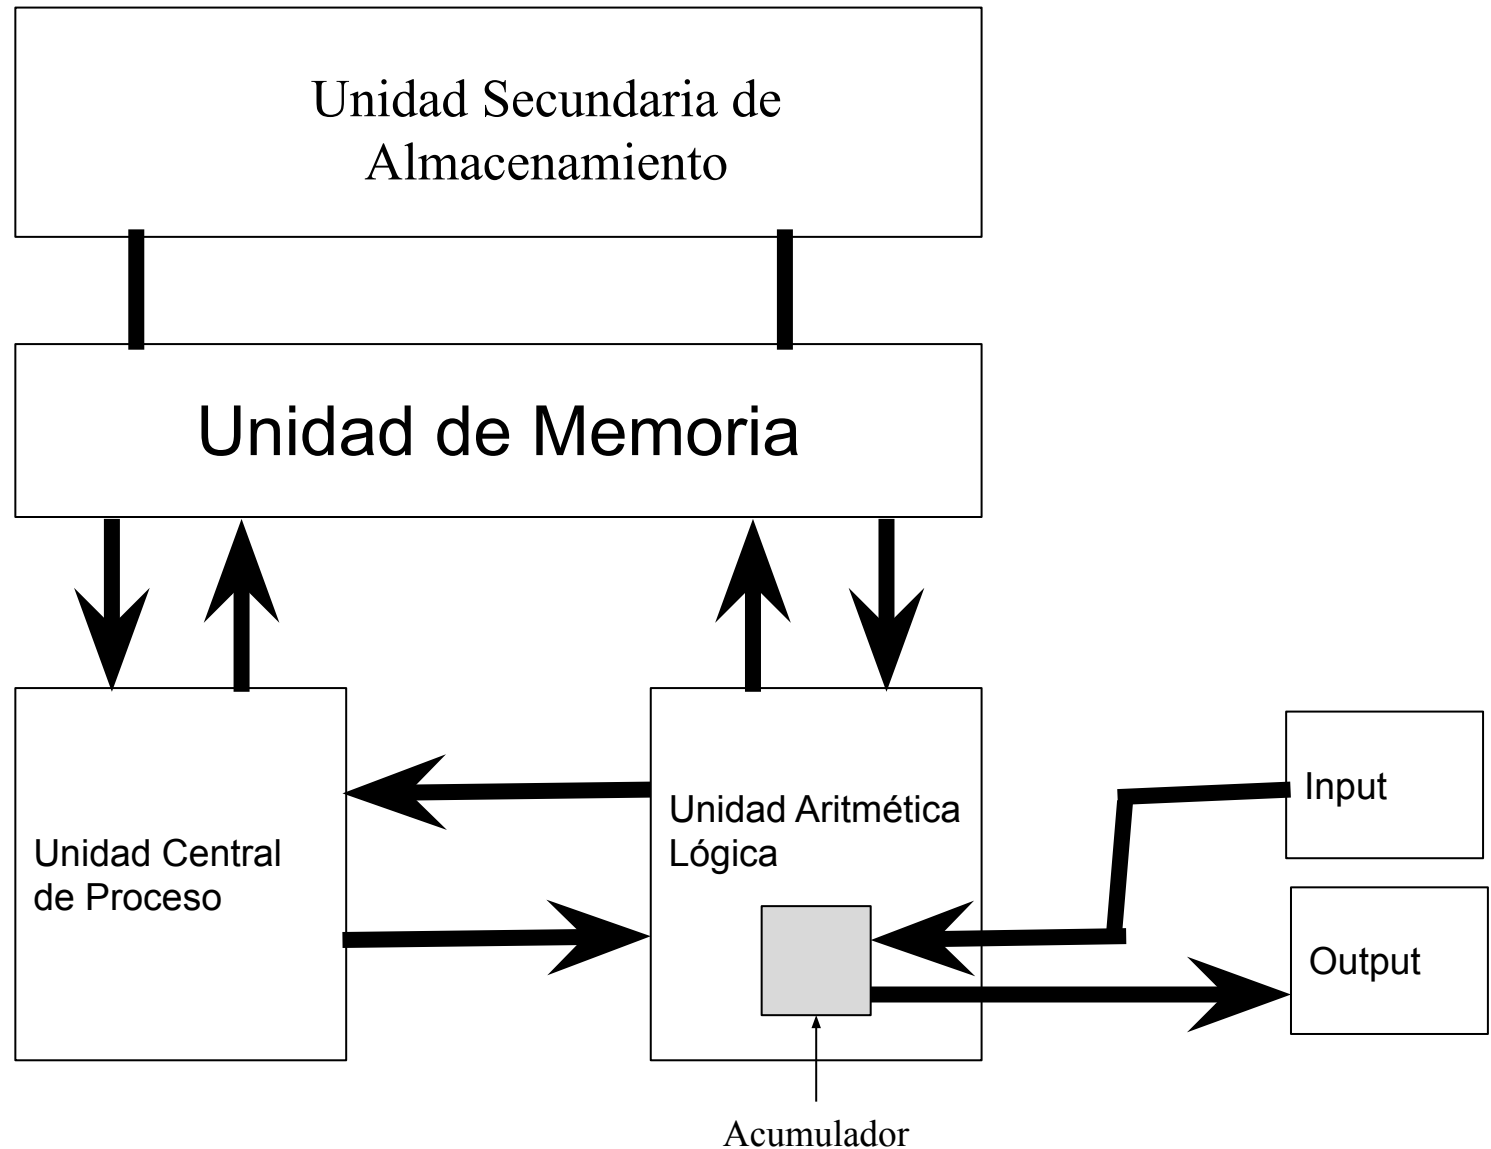 Unidad Secundaria de
Almacenamiento
Unidad de Memoria
Unidad Central
de Proceso
Unidad Aritmética
Lógica
Input
Output
Acumulador